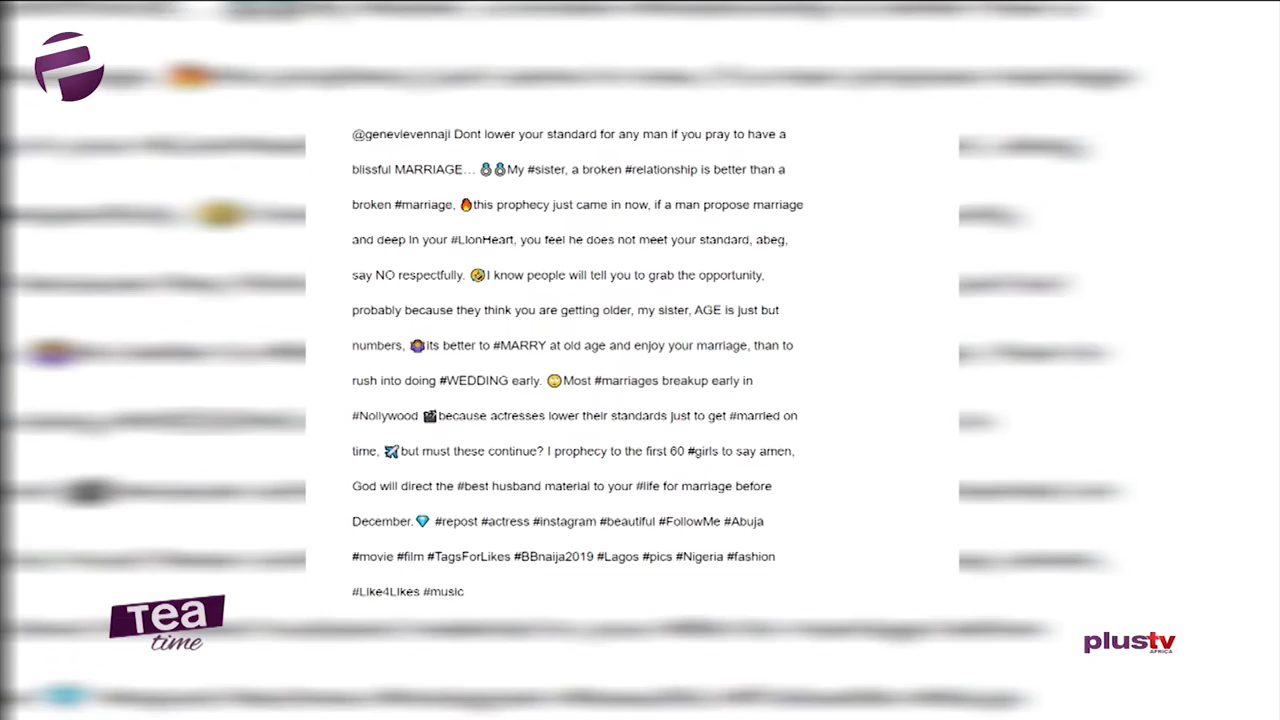 @genevievennaji Dont lower your standard for any man if you pray to have a
blissful MARRIAGE... 💍💍My #sister, a broken #relationship is better than a
broken #marriage, 🔥this prophecy just came in now, if a man propose marriage
and deep in your #LionHeart, you feel he does not meet your standard, abeg,
say NO respectfully. 🤣I know people will tell you to grab the opportunity,
probably because they think you are getting older, my sister, AGE is just but
numbers, 🤷‍♀️its better to #MARRY at old age and enjoy your marriage, than to
rush into doing #WEDDING early. 🙄Most #marriages breakup early in
#Nollywood 🎬because actresses lower their standards just to get #married on
time, ✈️but must these continue? I prophecy to the first 60 #girls to say amen,
God will direct the #best husband material to your #life for marriage before
December.💎 #repost #actress #instagram #beautiful #FollowMe #Abuja
#movie #film #TagsForLikes #BBnaija2019 #Lagos #pics #Nigeria #fashion
#Like4Likes #music
Tea
time
plustv
AFRICA